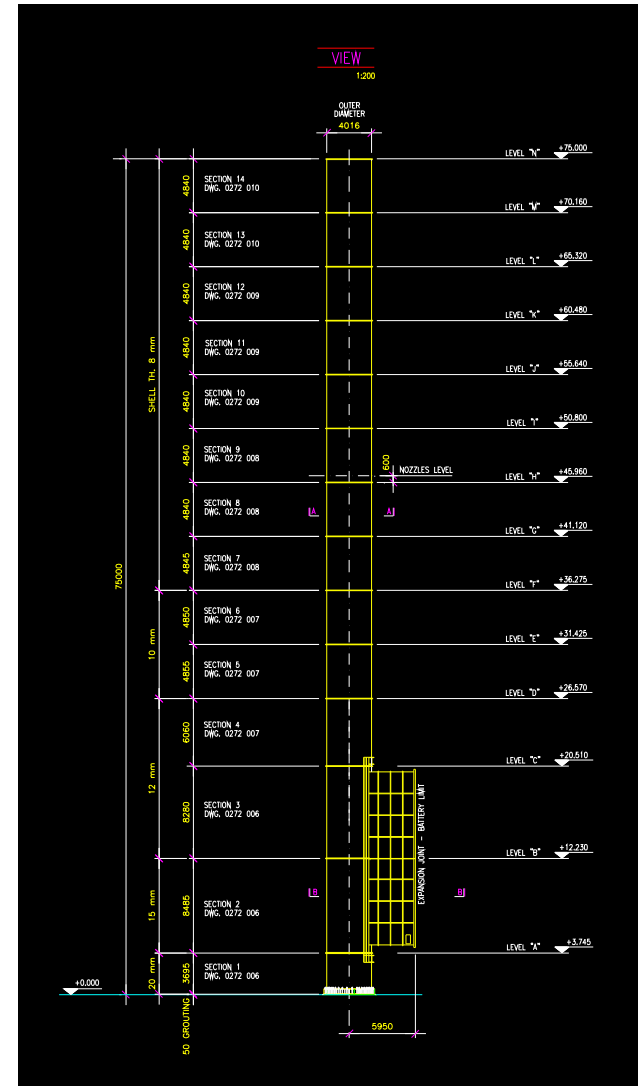 VIEW
1:200
OUTER
DIAMETER
4016
LEVEL "N" +75.000
4840
SECTION 14
DWG. 0272 010
LEVEL "M" +70.160
4840
SECTION 13
DWG. 0272 010
LEVEL "L" +65.320
4840
SECTION 12
DWG. 0272 009
LEVEL "K" +60.480
4840
SECTION 11
DWG. 0272 009
SHELL TH. 8 mm
LEVEL "J" +55.640
4840
SECTION 10
DWG. 0272 009
LEVEL "I" +50.800
4840
SECTION 9
DWG. 0272 008
600
NOZZLES LEVEL
LEVEL "H" +45.960
4840
SECTION 8
DWG. 0272 008
A A
LEVEL "G" +41.120
4845
SECTION 7
DWG. 0272 008
75000
LEVEL "F" +36.275
4850
SECTION 6
DWG. 0272 007
10 mm
LEVEL "E" +31.425
4855
SECTION 5
DWG. 0272 007
LEVEL "D" +26.570
6060
SECTION 4
DWG. 0272 007
12 mm
LEVEL "C" +20.510
8280
SECTION 3
DWG. 0272 006
EXPANSION JOINT - BATTERY LIMIT
LEVEL "B" +12.230
15 mm
8485
SECTION 2
DWG. 0272 006
B B
LEVEL "A" +3.745
20 mm
3695
SECTION 1
DWG. 0272 006
+0.000
50 GROUTING
5950